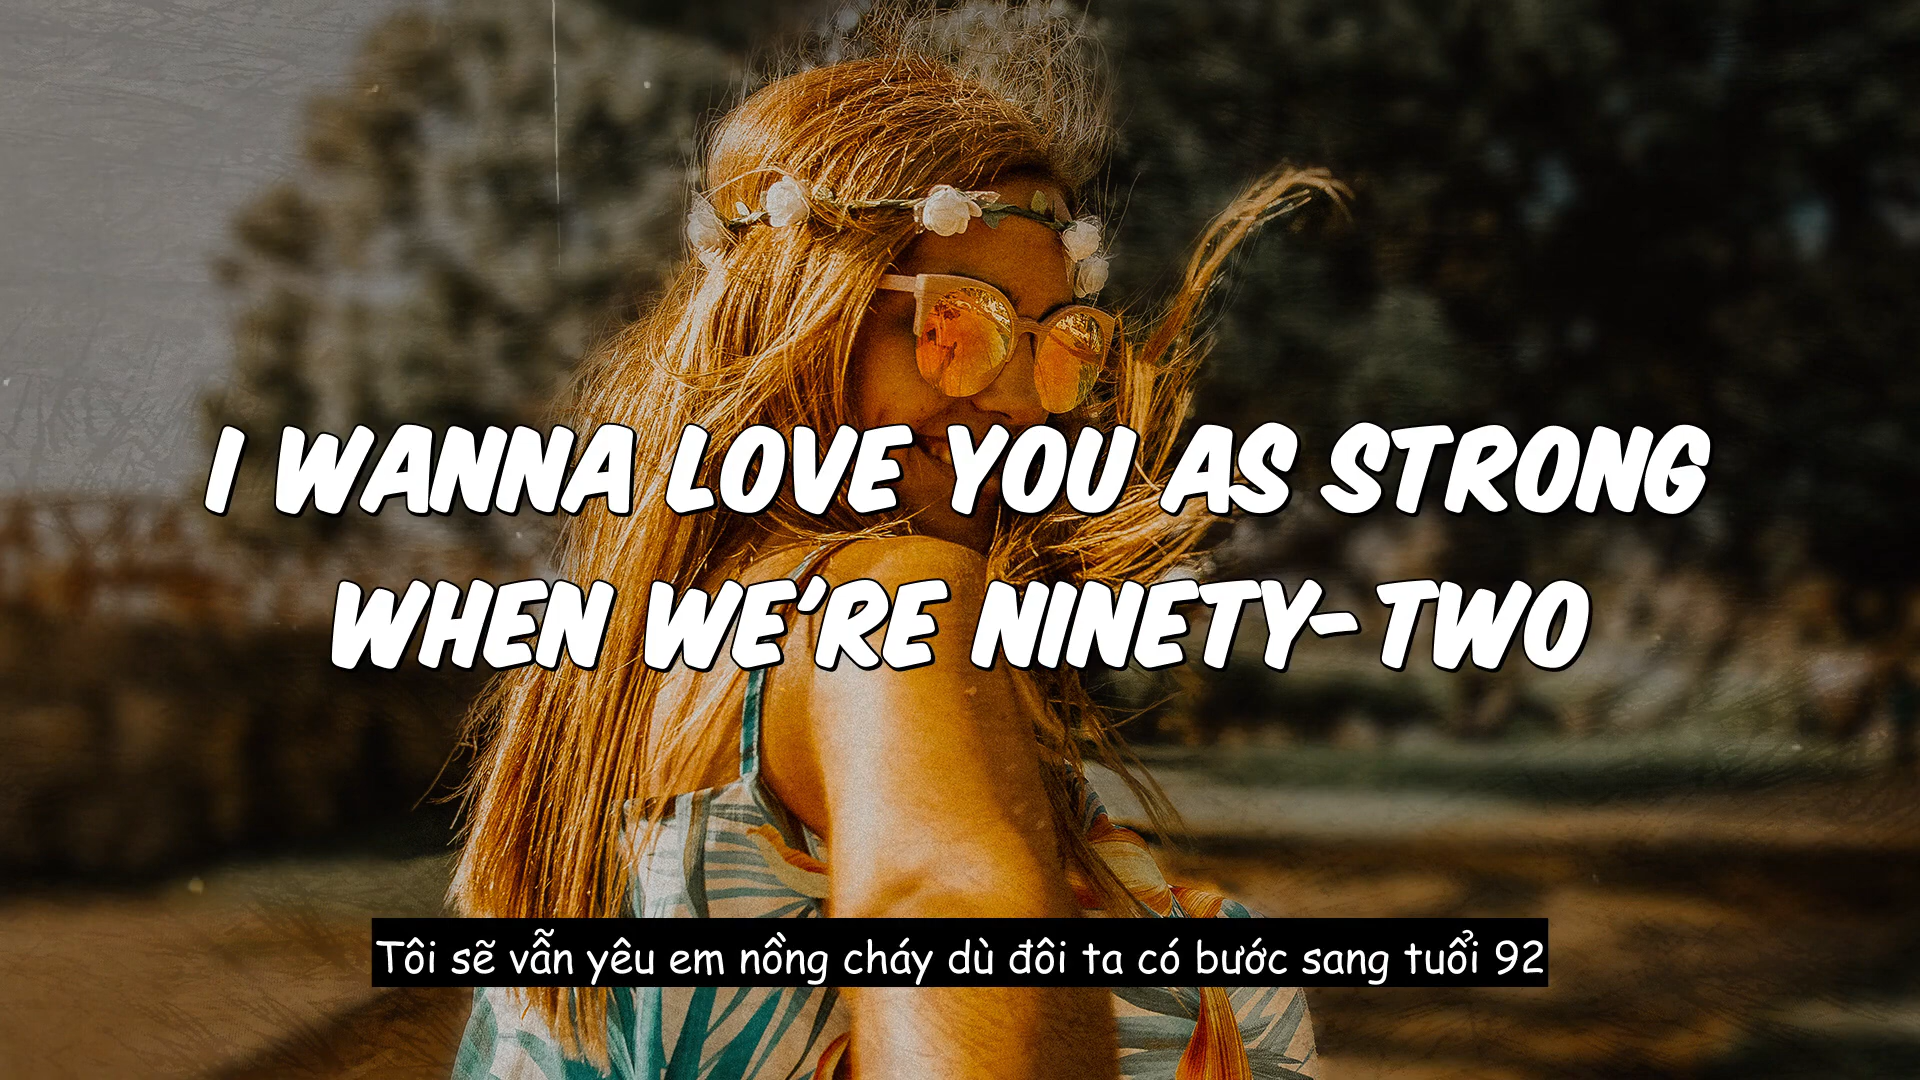 I WANNA LOVE YOU AS STRONG
WHEN WE'RE NINETY-TWO
Tôi sẽ vẫn yêu em nồng cháy dù đôi ta có bước sang tuổi 92